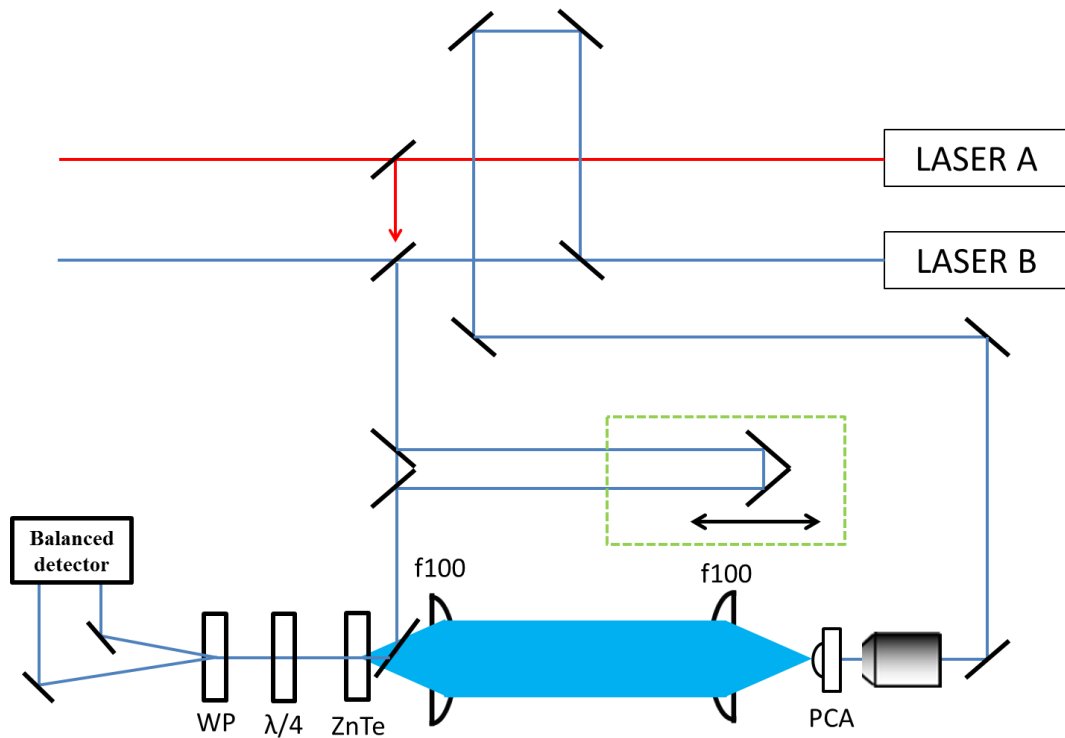 LASER A
LASER B
Balanced
detector
f100
f100
WP
λ/4
ZnTe
PCA